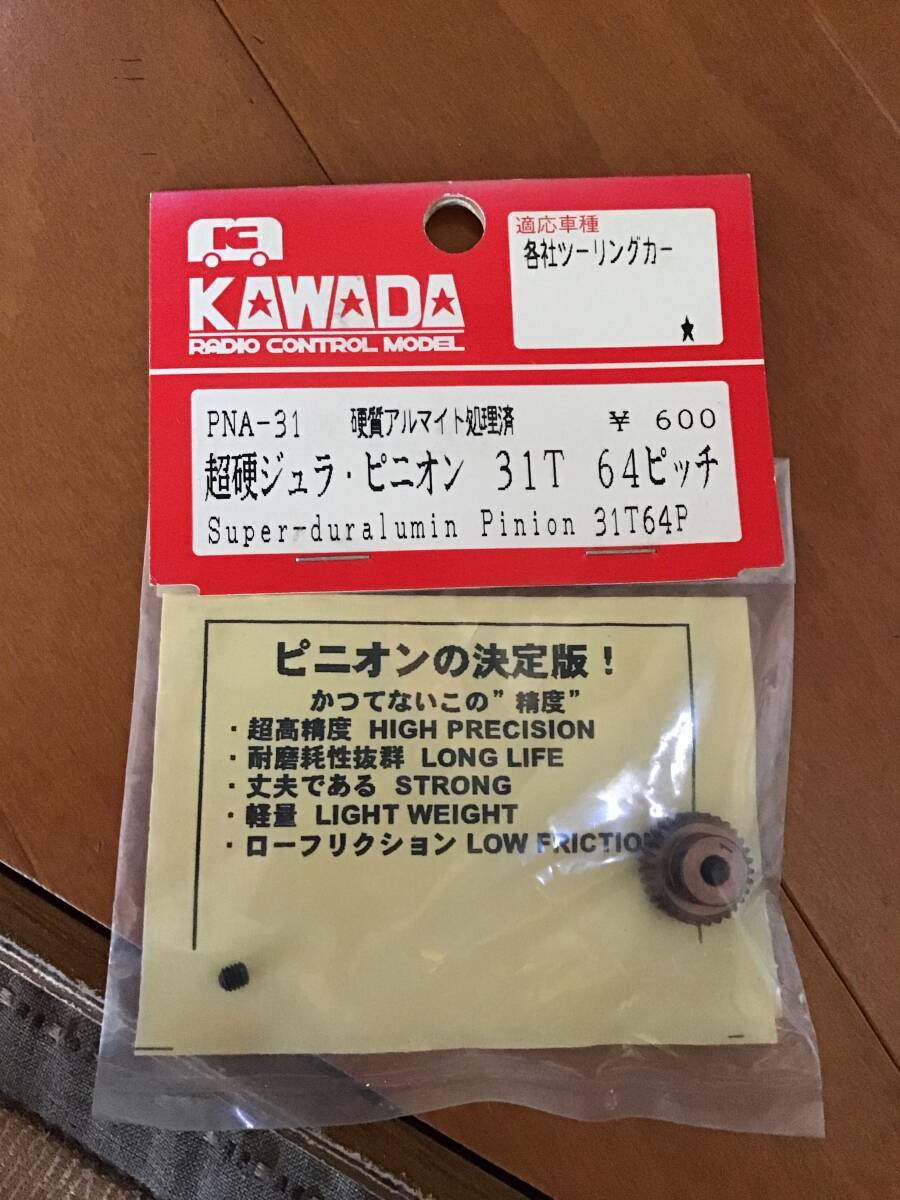 KAWADA
RADIO CONTROL MODEL
適応車種
各社ツーリングカー
★
PNA-31 硬質アルマイト処理済 ¥ 600
超硬ジュラ・ピニオン 31T 64ピッチ
Super-duralumin Pinion 31T64P
ピニオンの決定版！
かつてないこの”精度”
・超高精度 HIGH PRECISION
・耐磨耗性抜群 LONG LIFE
・丈夫である STRONG
・軽量 LIGHT WEIGHT
・ローフリクション LOW FRICTION